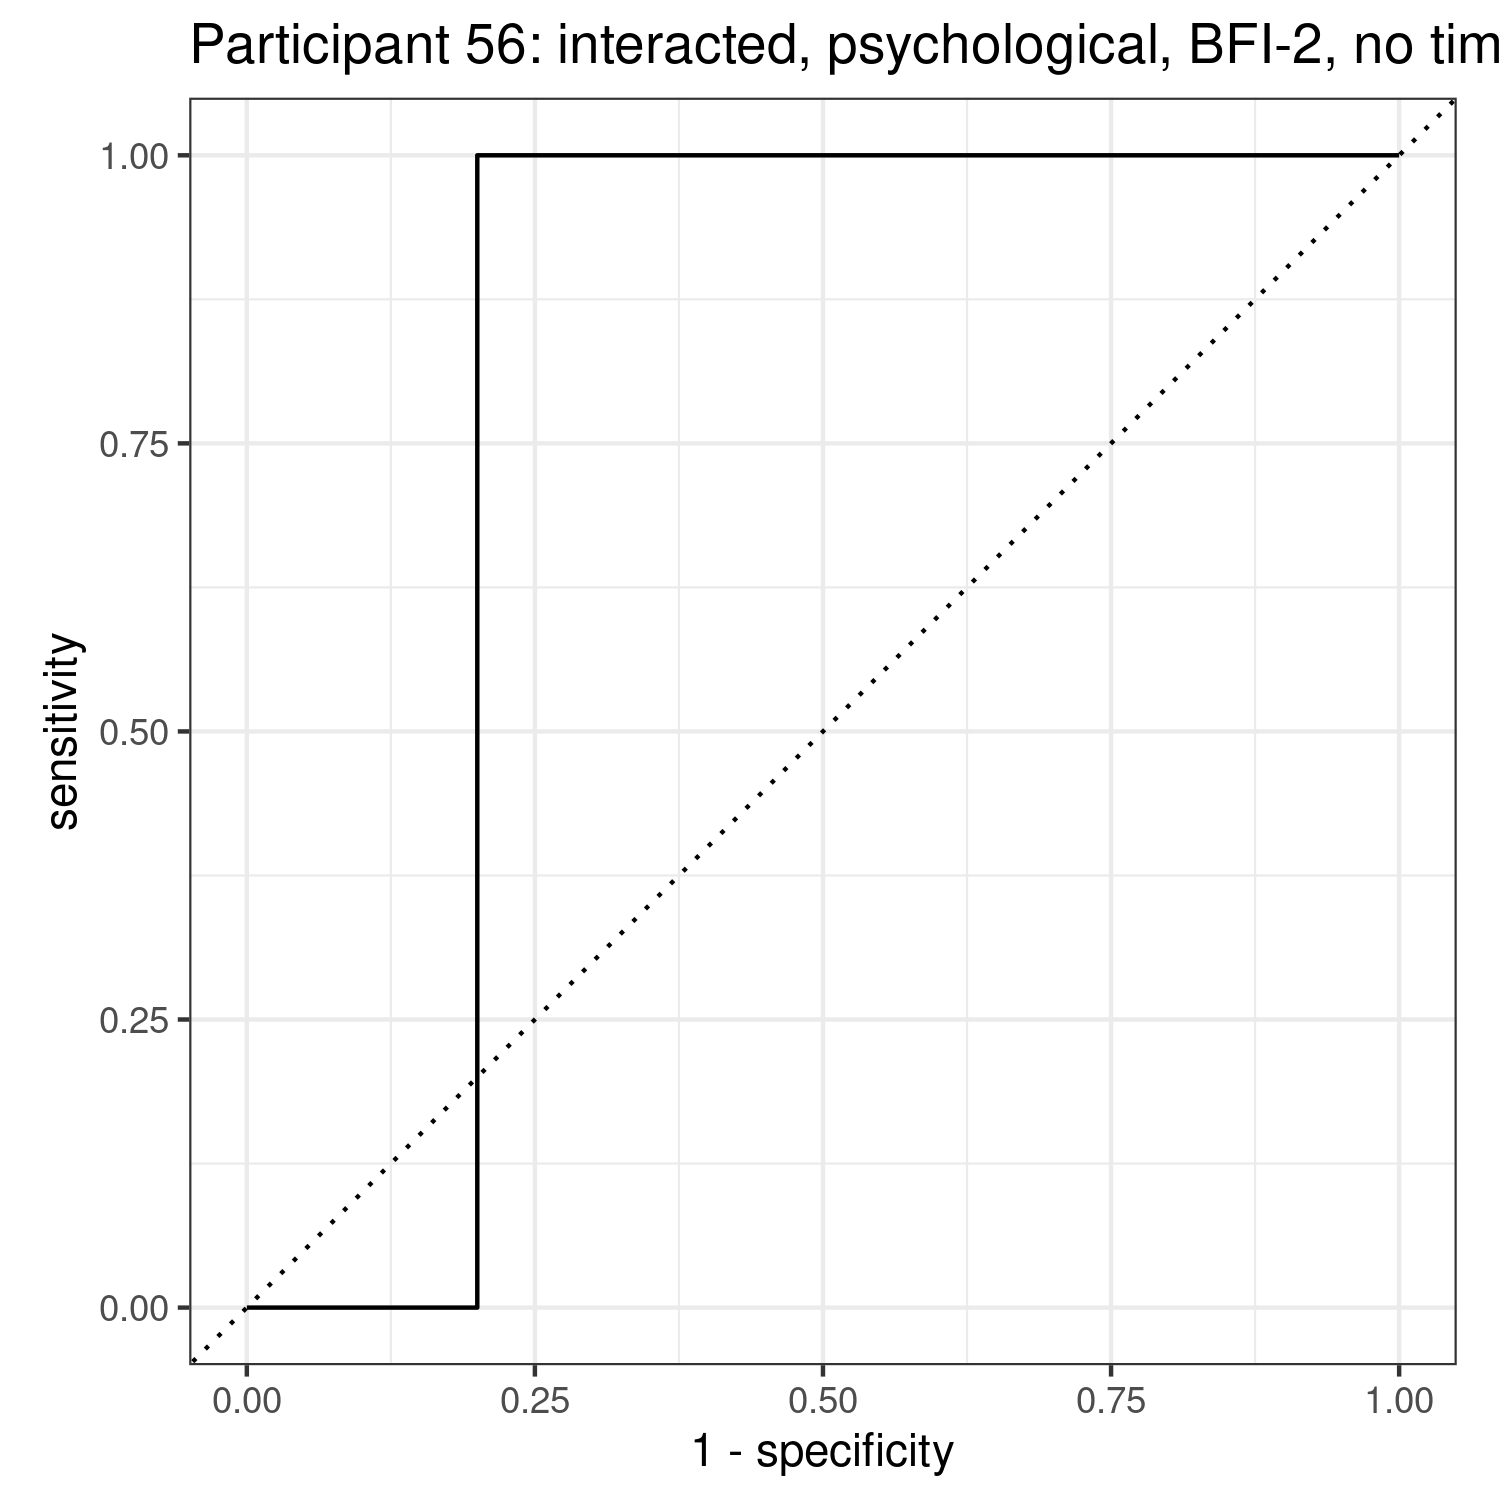 Participant 56: interacted, psychological, BFI-2, no tim
1.00
0.75
0.50
0.25
0.00
sensitivity
0.00 0.25 0.50 0.75 1.00
1 - specificity